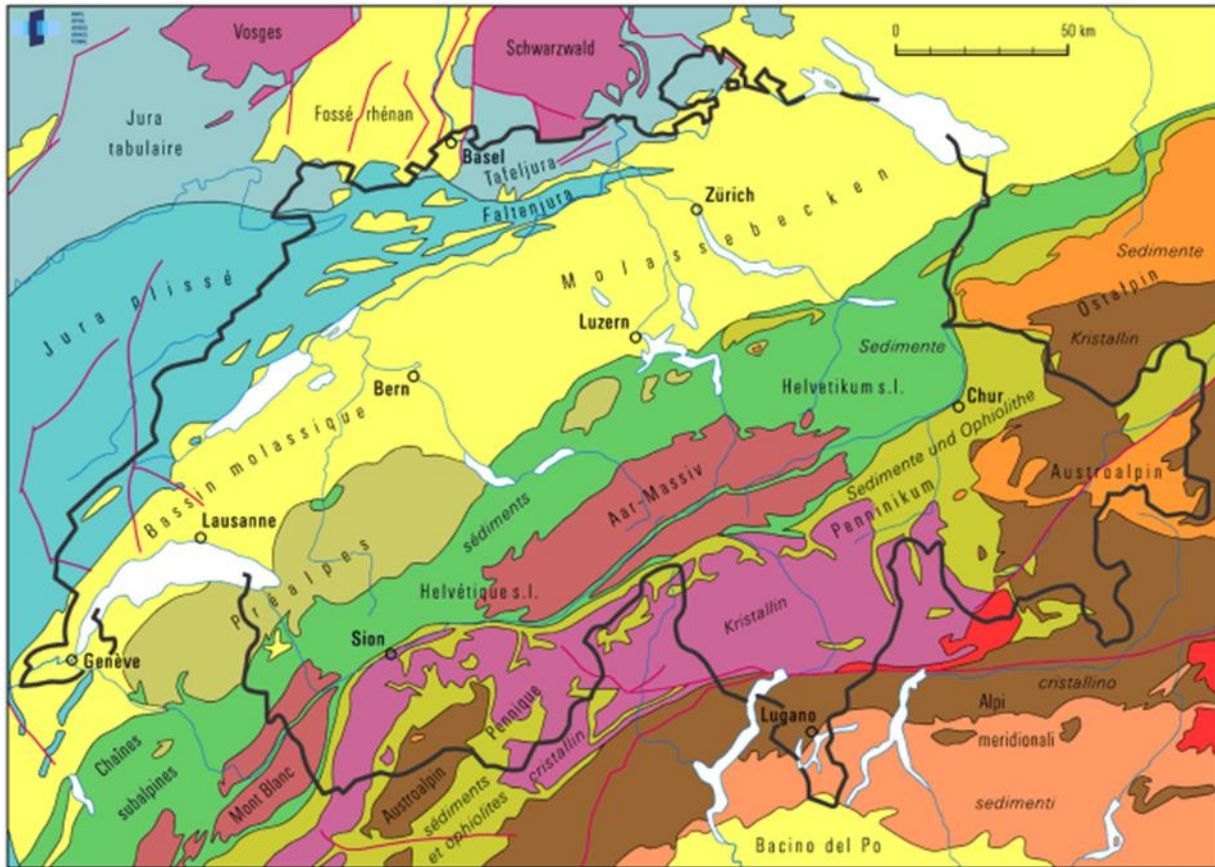 Vosges
Schwarzwald
0
50 km
Fossé rhénan
Jura
tabulaire
Basel
Tafeljura
Faltenjura
Zürich
Molassebecken
Jura plissé
Luzern
Bern
Sedimente
Helvetikum s.l.
Chur
Sedimente
Ostalpin
Kristallin
Bassin molassique
Lausanne
Préalpes
sédiments
Helvétique s.l.
Aar-Massiv
Sedimente und Ophiolithe
Penninikum
Austroalpin
Genève
Sion
Kristallin
Pennique
cristallin
Lugano
cristallino
Alpi
meridionali
sedimenti
Chaînes
subalpines
Mont Blanc
Austroalpin
sédiments
et ophiolites
Bacino del Po